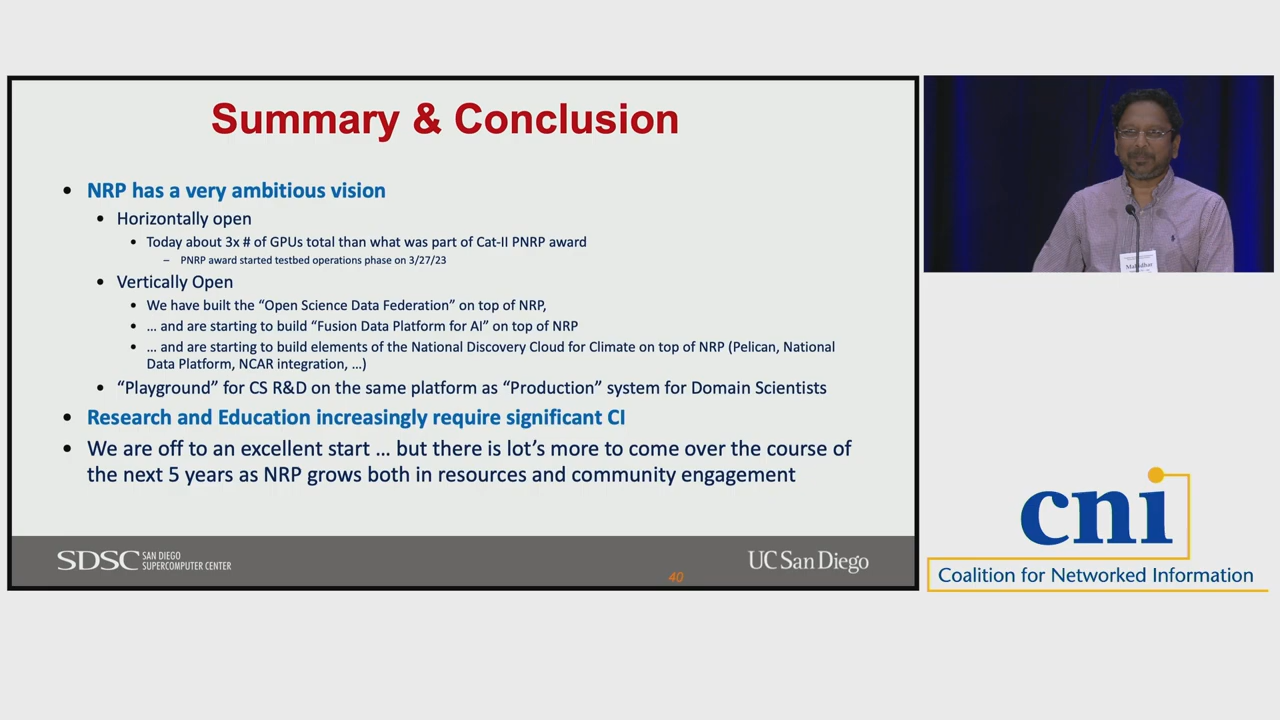 Summary & Conclusion
• NRP has a very ambitious vision
• Horizontally open
• Today about 3x # of GPUs total than what was part of Cat-II PNRP award
– PNRP award started testbed operations phase on 3/27/23
• Vertically Open
• We have built the “Open Science Data Federation” on top of NRP,
• … and are starting to build “Fusion Data Platform for AI” on top of NRP
• … and are starting to build elements of the National Discovery Cloud for Climate on top of NRP (Pelican, National
Data Platform, NCAR integration, …)
• “Playground” for CS R&D on the same platform as “Production” system for Domain Scientists
• Research and Education increasingly require significant CI
• We are off to an excellent start … but there is lot’s more to come over the course of
the next 5 years as NRP grows both in resources and community engagement
SDSC SAN DIEGO
SUPERCOMPUTER CENTER
UC San Diego
40
cni
Coalition for Networked Information